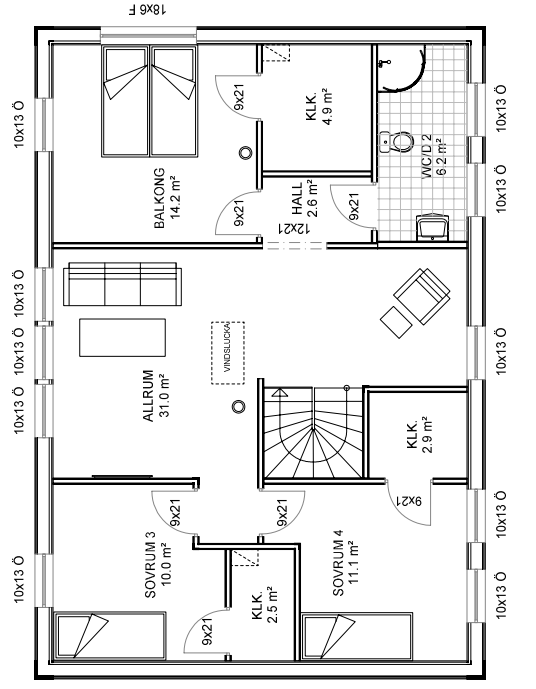 18x6 F
10x13 Ö
9x21
KLK.
4.9 m²
10x13 Ö
BALKONG
14.2 m²
WC/D 2
6.2 m²
10x13 Ö
9x21
HALL
2.6 m²
9x21
12x21
10x13 Ö
10x13 Ö
10x13 Ö
VINDSLUCKA
10x13 Ö
ALLRUM
31.0 m²
KLK.
2.9 m²
9x21
9x21
9x21
10x13 Ö
SOVRUM 3
10.0 m²
SOVRUM 4
11.1 m²
10x13 Ö
10x13 Ö
KLK.
2.5 m²
9x21